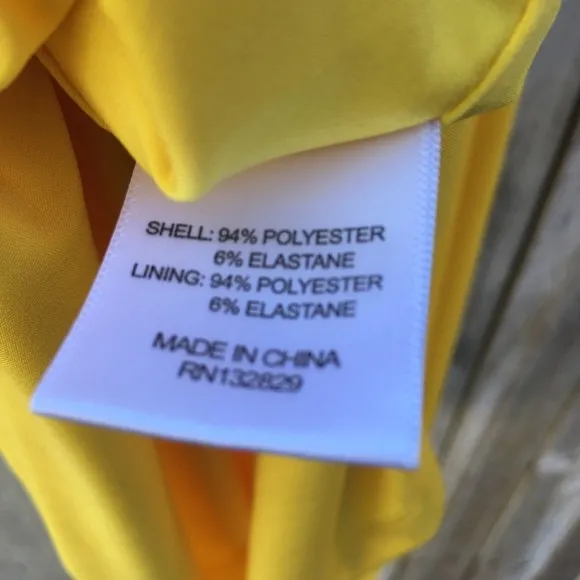 SHELL: 94% POLYESTER
6% ELASTANE
LINING: 94% POLYESTER
6% ELASTANE
MADE IN CHINA
RN132829